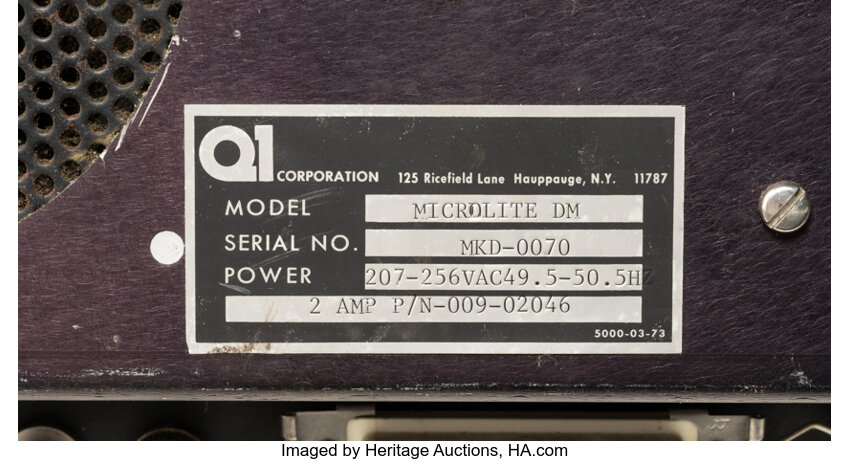 Q1 CORPORATION 125 Ricefield Lane Hauppauge, N.Y. 11787
MODEL MICROLITE DM
SERIAL NO. MKD-0070
POWER 207-256VAC49.5-50.5HZ
2 AMP P/N-009-02046
5000-03-73
Imaged by Heritage Auctions, HA.com